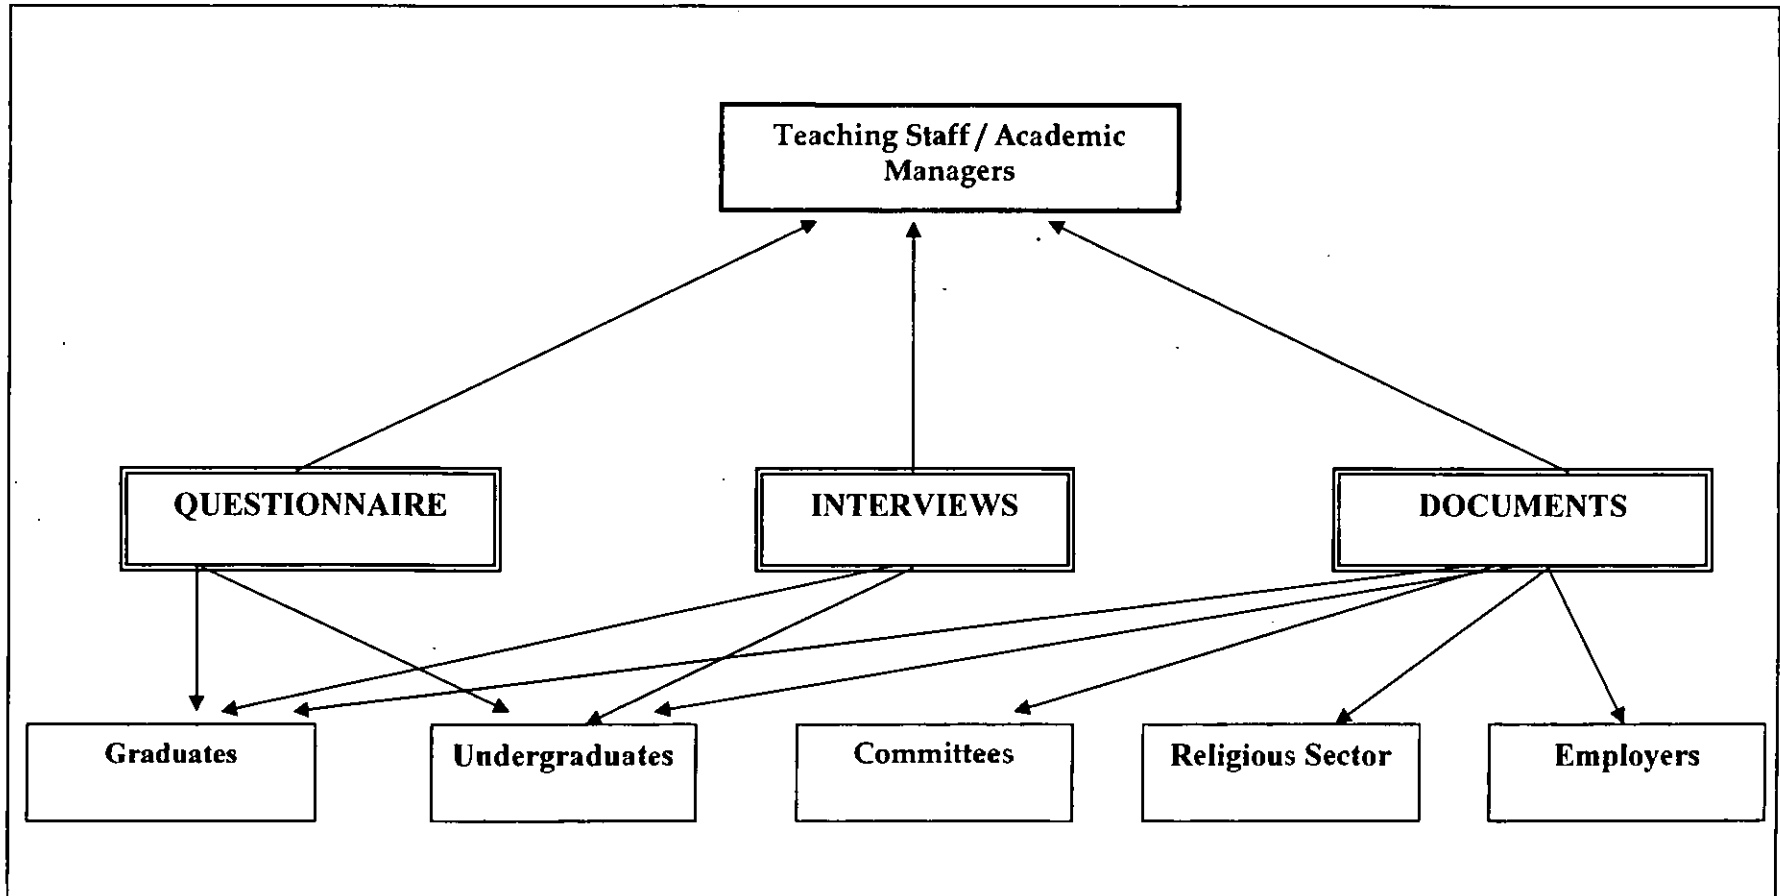 Teaching Staff / Academic
Managers
QUESTIONNAIRE
INTERVIEWS
DOCUMENTS
Graduates
Undergraduates
Committees
Religious Sector
Employers